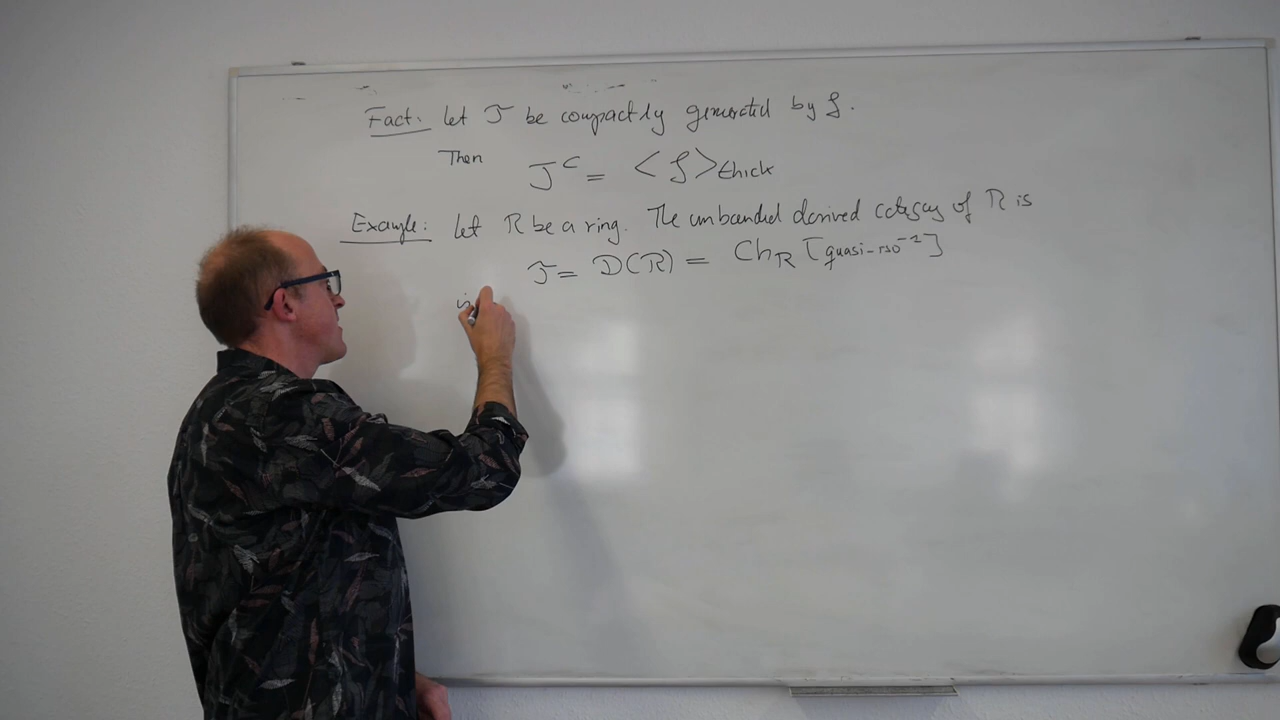 Fact: Let T be compactly generated by S.
Then T^c = <S>thick
Example: Let R be a ring. The unbounded derived category of R is
T = D(R) = Ch_R [quasi-iso^-1]
is